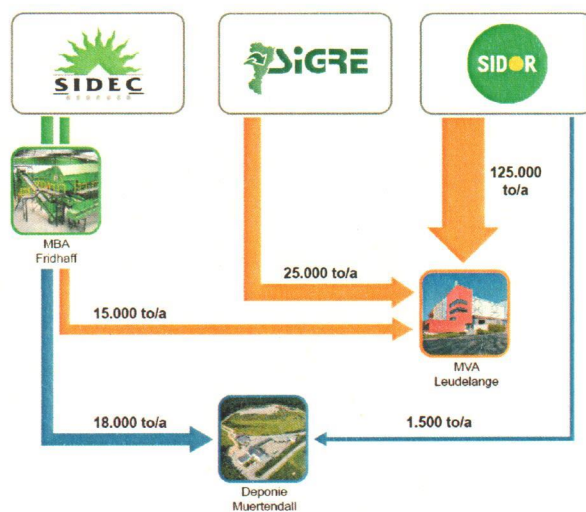 SIDEC
SiGRE
SIDOR
125.000
to/a
MBA
Fridhaff
25.000 to/a
15.000 to/a
MVA
Leudelange
18.000 to/a
1.500 to/a
Deponie
Muertendall